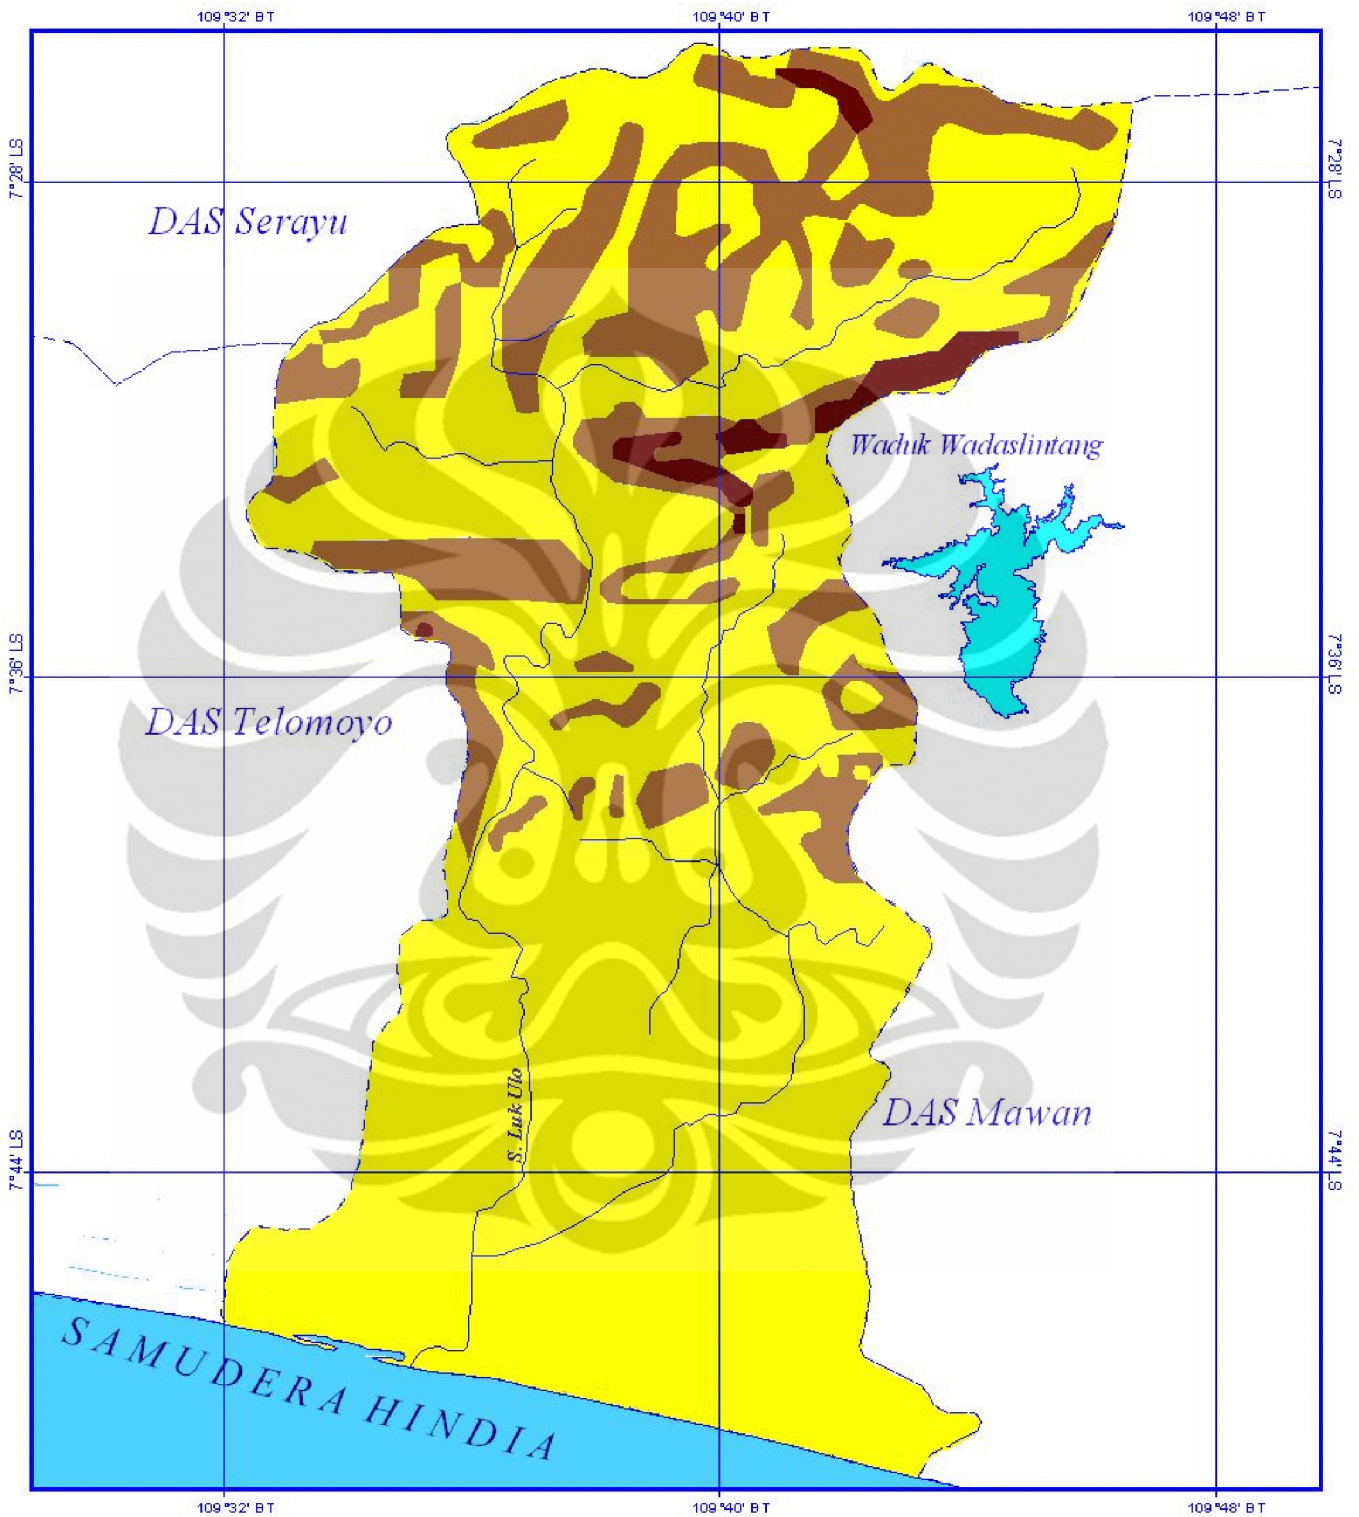 109°32' BT
109°40' BT
109°48' BT
7°28' LS
7°28' LS
DAS Serayu
Waduk Wadaslintang
7°36' LS
7°36' LS
DAS Telomoyo
S. Luk Ulo
DAS Mawan
7°44' LS
7°44' LS
SAMUDERA HINDIA
109°32' BT
109°40' BT
109°48' BT